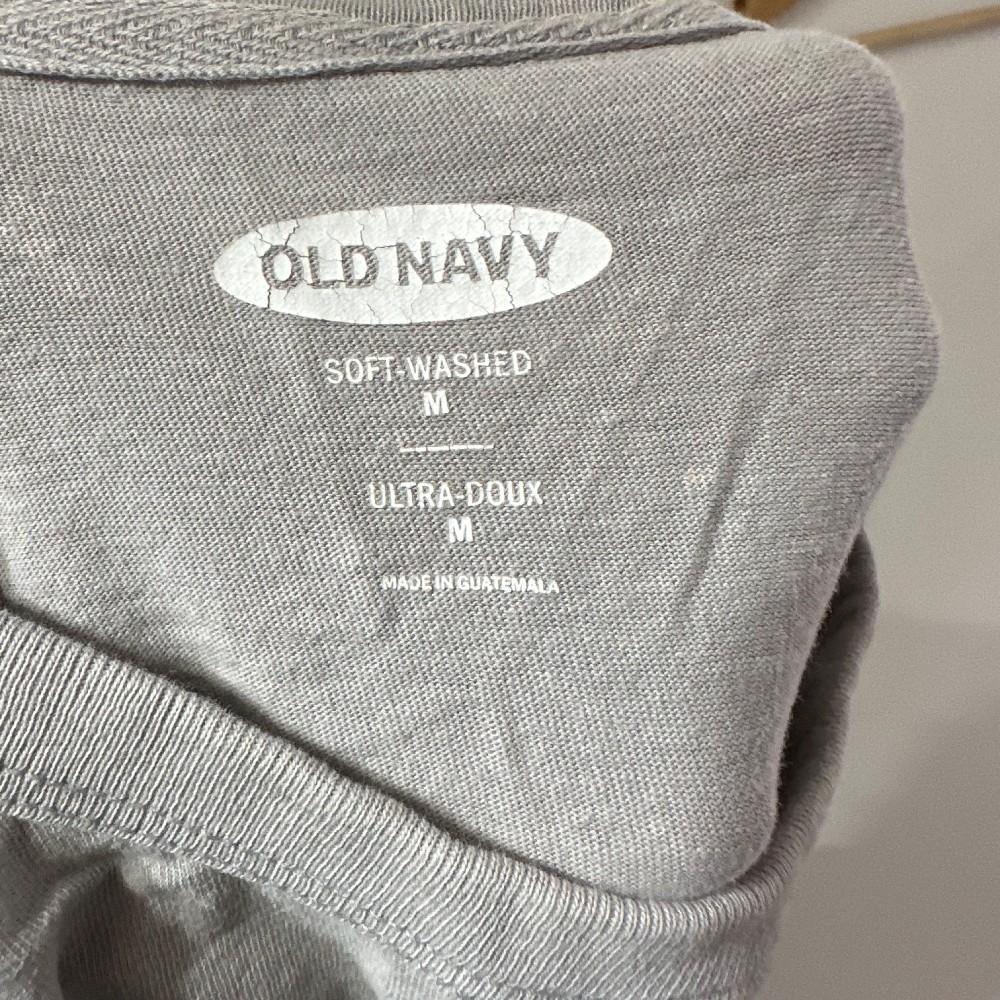 OLD NAVY
SOFT-WASHED
M
ULTRA-DOUX
M
MADE IN GUATEMALA